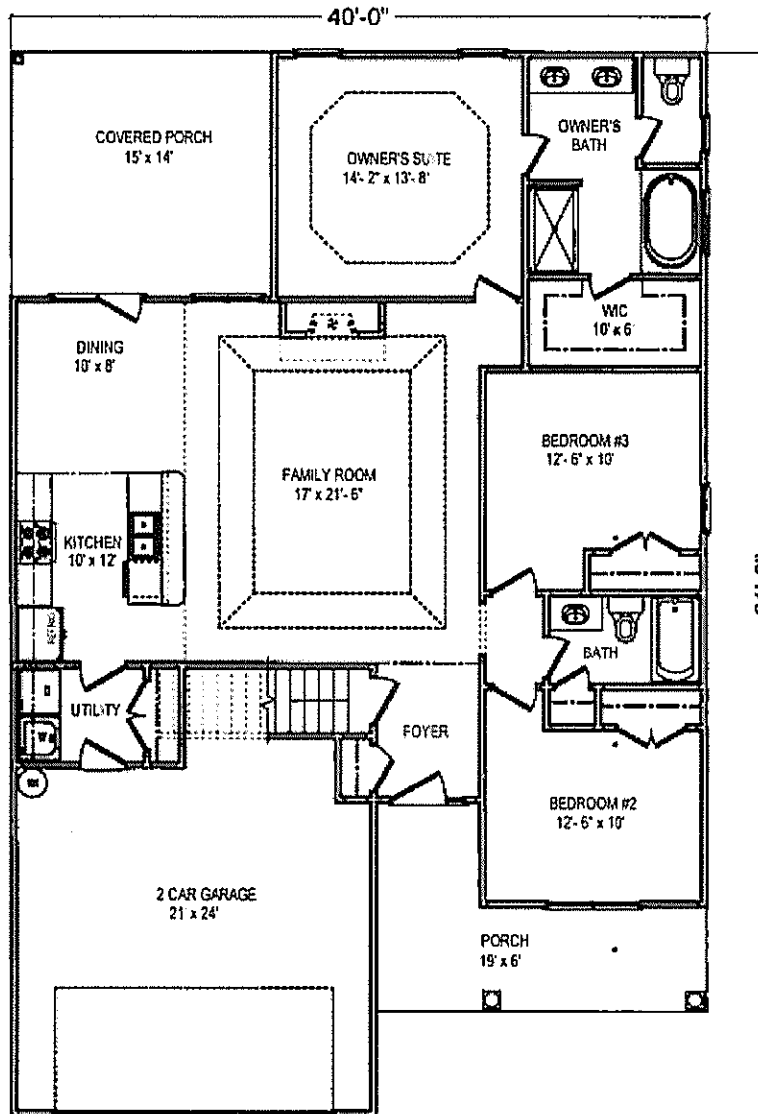 40'-0"
COVERED PORCH
15' x 14'
OWNER'S SUITE
14'- 2" x 13'- 8'
OWNER'S
BATH
WIC
10' x 6'
DINING
10' x 8'
FAMILY ROOM
17' x 21'- 6"
BEDROOM #3
12'- 6" x 10'
KITCHEN
10' x 12'
REFRIG
BATH
UTILITY
FOYER
WH
BEDROOM #2
12'- 6" x 10'
2 CAR GARAGE
21' x 24'
PORCH
19' x 6'